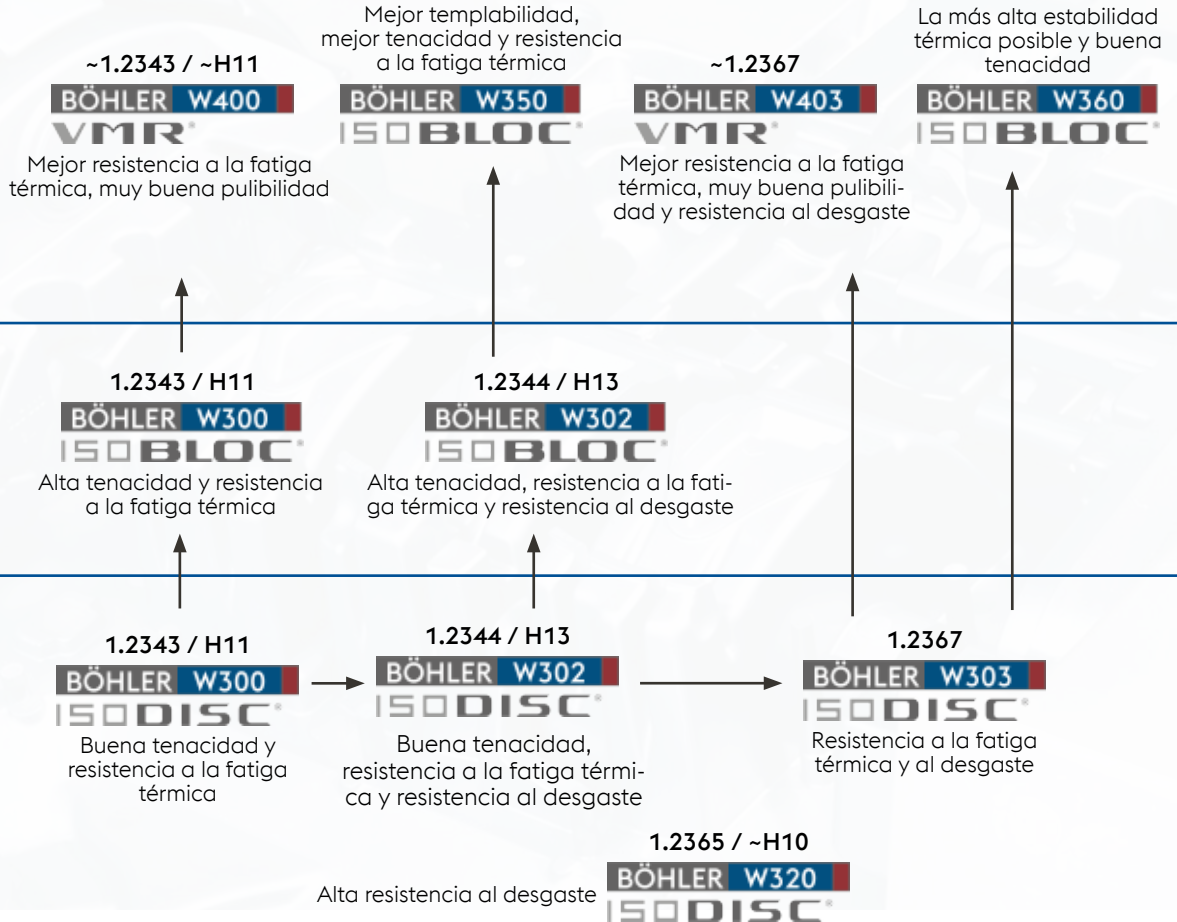 ~1.2343 / ~H11
BÖHLER W400
VMR®
Mejor resistencia a la fatiga
térmica, muy buena pulibilidad
Mejor templabilidad,
mejor tenacidad y resistencia
a la fatiga térmica
BÖHLER W350
ISOBLOC®
~1.2367
BÖHLER W403
VMR®
Mejor resistencia a la fatiga
térmica, muy buena pulibili-
dad y resistencia al desgaste
La más alta estabilidad
térmica posible y buena
tenacidad
BÖHLER W360
ISOBLOC®
1.2343 / H11
BÖHLER W300
ISOBLOC®
Alta tenacidad y resistencia
a la fatiga térmica
1.2344 / H13
BÖHLER W302
ISOBLOC®
Alta tenacidad, resistencia a la fati-
ga térmica y resistencia al desgaste
1.2343 / H11
BÖHLER W300
ISODISC®
Buena tenacidad y
resistencia a la fatiga
térmica
1.2344 / H13
BÖHLER W302
ISODISC®
Buena tenacidad,
resistencia a la fatiga térmi-
ca y resistencia al desgaste
1.2367
BÖHLER W303
ISODISC®
Resistencia a la fatiga
térmica y al desgaste
Alta resistencia al desgaste
1.2365 / ~H10
BÖHLER W320
ISODISC®